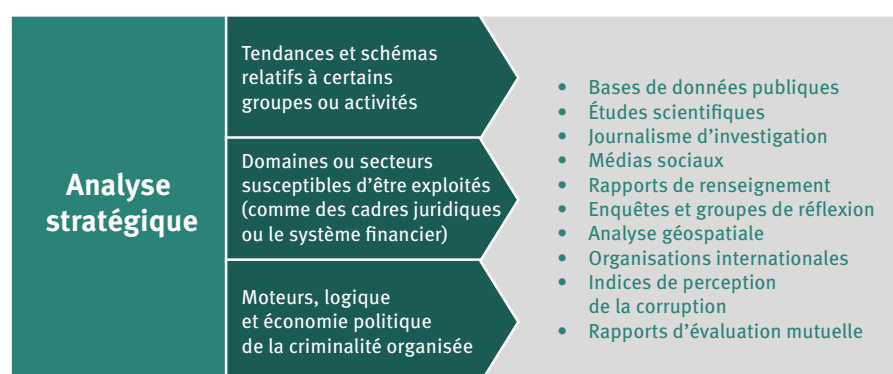 Analyse
stratégique
Tendances et schémas
relatifs à certains
groupes ou activités
Domaines ou secteurs
susceptibles d'être exploités
(comme des cadres juridiques
ou le système financier)
Moteurs, logique
et économie politique
de la criminalité organisée
• Bases de données publiques
• Études scientifiques
• Journalisme d'investigation
• Médias sociaux
• Rapports de renseignement
• Enquêtes et groupes de réflexion
• Analyse géospatiale
• Organisations internationales
• Indices de perception
de la corruption
• Rapports d'évaluation mutuelle